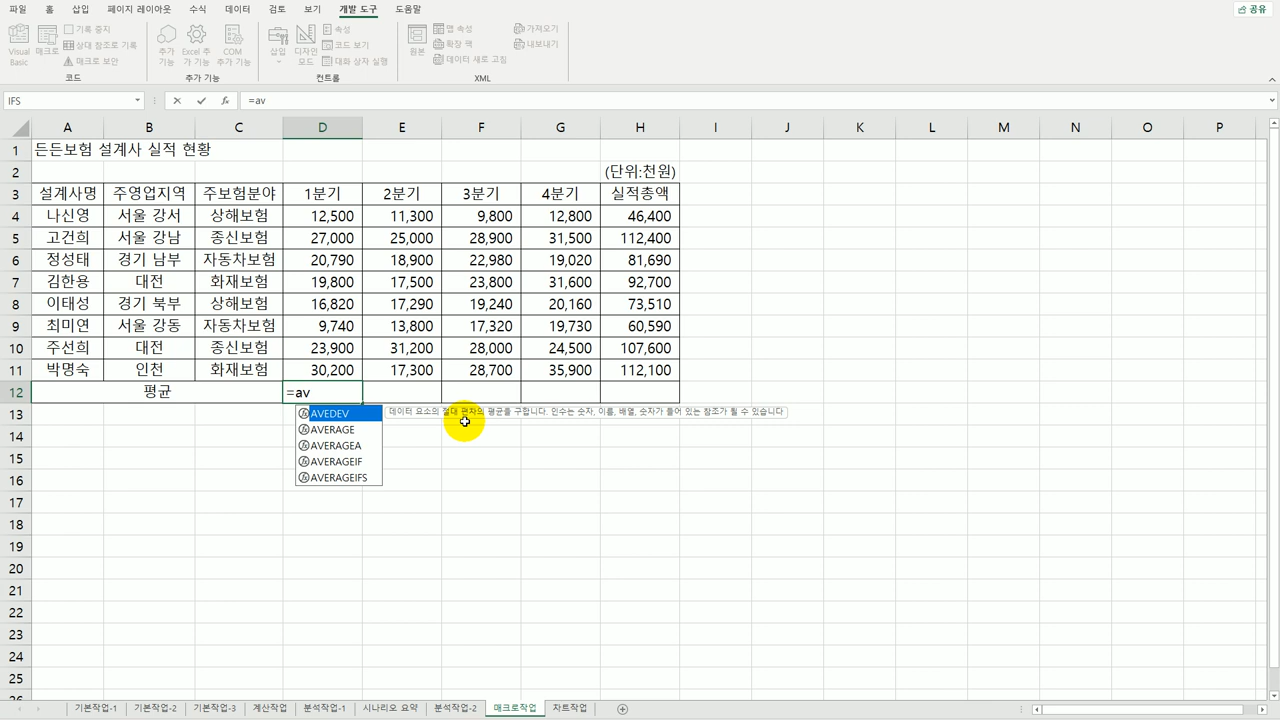 파일 홈 삽입 페이지 레이아웃 수식 데이터 검토 보기 개발 도구 도움말 공유
Visual Basic 매크로 기록 중지 상대 참조로 기록 매크로 보안 코드
추가 기능 Excel 추가 기능 COM 추가 기능 추가 기능
삽입 디자인 모드 속성 코드 보기 대화 상자 실행 컨트롤
원본 맵 속성 확장 팩 데이터 새로 고침 가져오기 내보내기 XML
IFS =av
A B C D E F G H I J K L M N O P
1 든든보험 설계사 실적 현황
2 (단위:천원)
3 설계사명 주영업지역 주보험분야 1분기 2분기 3분기 4분기 실적총액
4 나신영 서울 강서 상해보험 12,500 11,300 9,800 12,800 46,400
5 고건희 서울 강남 종신보험 27,000 25,000 28,900 31,500 112,400
6 정성태 경기 남부 자동차보험 20,790 18,900 22,980 19,020 81,690
7 김한용 대전 화재보험 19,800 17,500 23,800 31,600 92,700
8 이태성 경기 북부 상해보험 16,820 17,290 19,240 20,160 73,510
9 최미연 서울 강동 자동차보험 9,740 13,800 17,320 19,730 60,590
10 주선희 대전 종신보험 23,900 31,200 28,000 24,500 107,600
11 박명숙 인천 화재보험 30,200 17,300 28,700 35,900 112,100
12 평균 =av
13 AVEDEV 데이터 요소의 절대 편차의 평균을 구합니다. 인수는 숫자, 이름, 배열, 숫자가 들어 있는 참조가 될 수 있습니다
AVERAGE
14
AVERAGEA
15 AVERAGEIF
16 AVERAGEIFS
17
18
19
20
21
22
23
24
25
26
기본작업-1 기본작업-2 기본작업-3 계산작업 분석작업-1 시나리오 요약 분석작업-2 매크로작업 차트작업